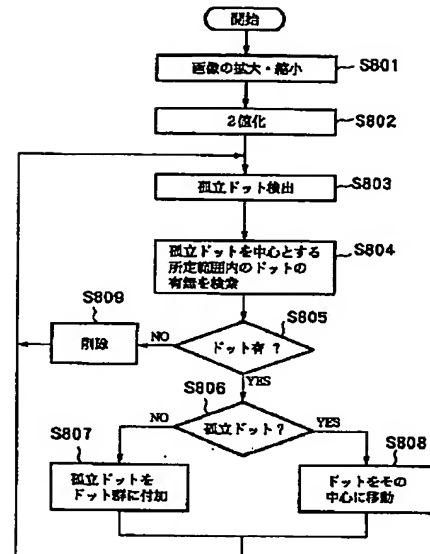 開始
画像の拡大・縮小
S801
2値化
S802
孤立ドット検出
S803
孤立ドットを中心とする
所定範囲内のドットの
有無を検索
S804
S809
削除
NO
ドット有？
S805
YES
S806
NO
孤立ドット？
YES
S807
孤立ドットを
ドット群に付加
S808
ドットをその
中心に移動